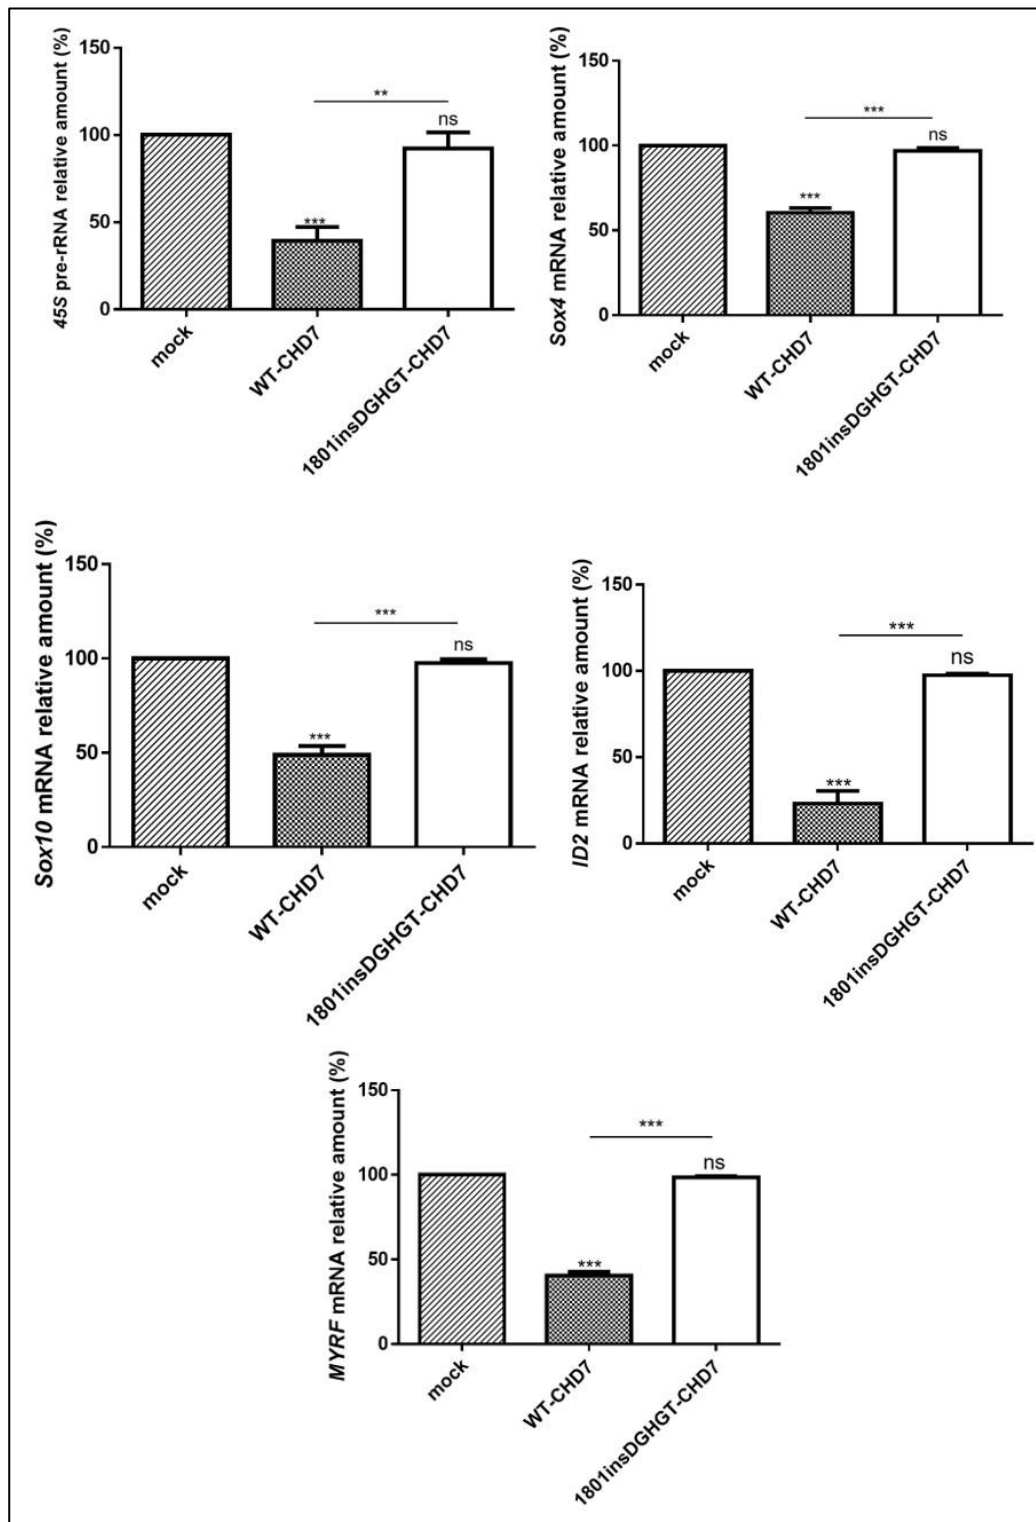 45S pre-rRNA relative amount (%)
150
100
50
0
**
ns
***
mock
WT-CHD7
1801insDGHGT-CHD7
Sox4 mRNA relative amount (%)
150
100
50
0
***
ns
***
mock
WT-CHD7
1801insDGHGT-CHD7
Sox10 mRNA relative amount (%)
150
100
50
0
***
ns
***
mock
WT-CHD7
1801insDGHGT-CHD7
ID2 mRNA relative amount (%)
150
100
50
0
***
ns
***
mock
WT-CHD7
1801insDGHGT-CHD7
MYRF mRNA relative amount (%)
150
100
50
0
***
ns
***
mock
WT-CHD7
1801insDGHGT-CHD7